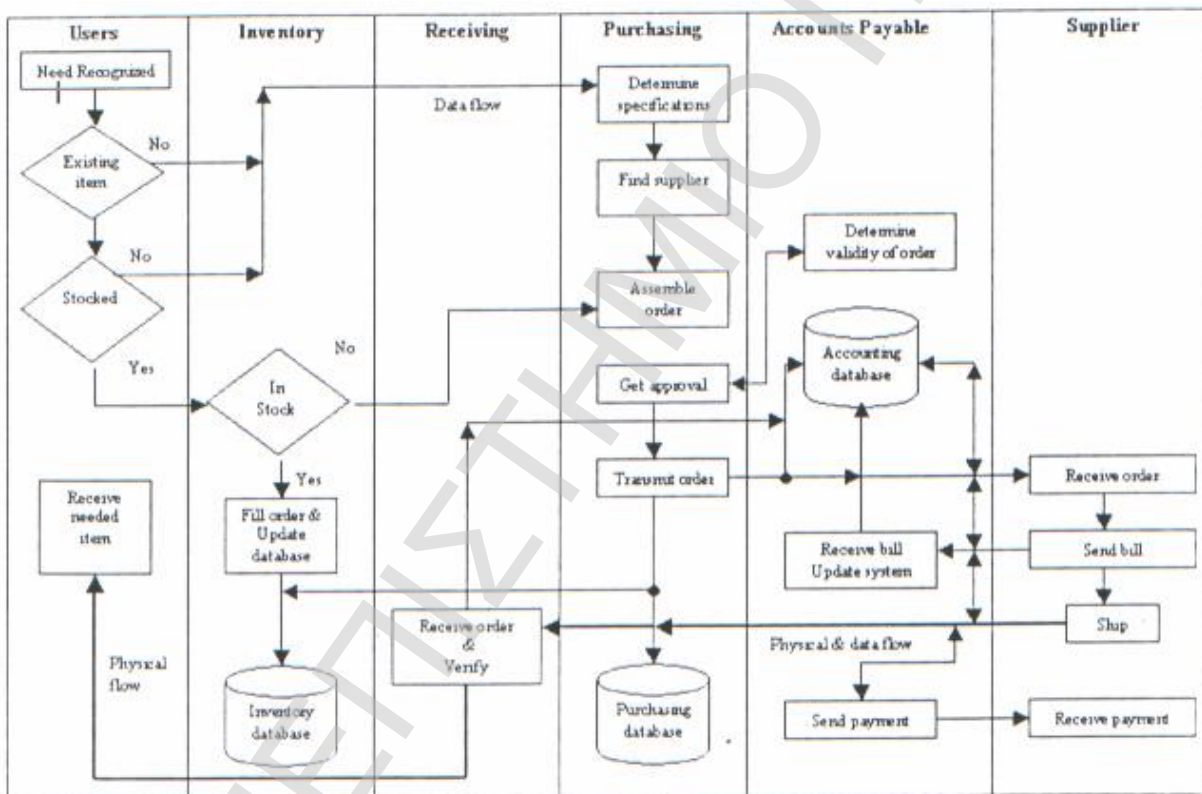 Users
Inventory
Receiving
Purchasing
Accounts Payable
Supplier
Need Recognized
Existing
item
No
Stocked
No
Yes
In
Stock
No
Yes
Fill order &
Update
database
Inventory
database
Receive
needed
item
Physical
flow
Data flow
Receive order
&
Verify
Determine
specifications
Find supplier
Assemble
order
Get approval
Transmit order
Purchasing
database
Determine
validity of order
Accounting
database
Receive bill
Update system
Physical & data flow
Send payment
Receive order
Send bill
Ship
Receive payment